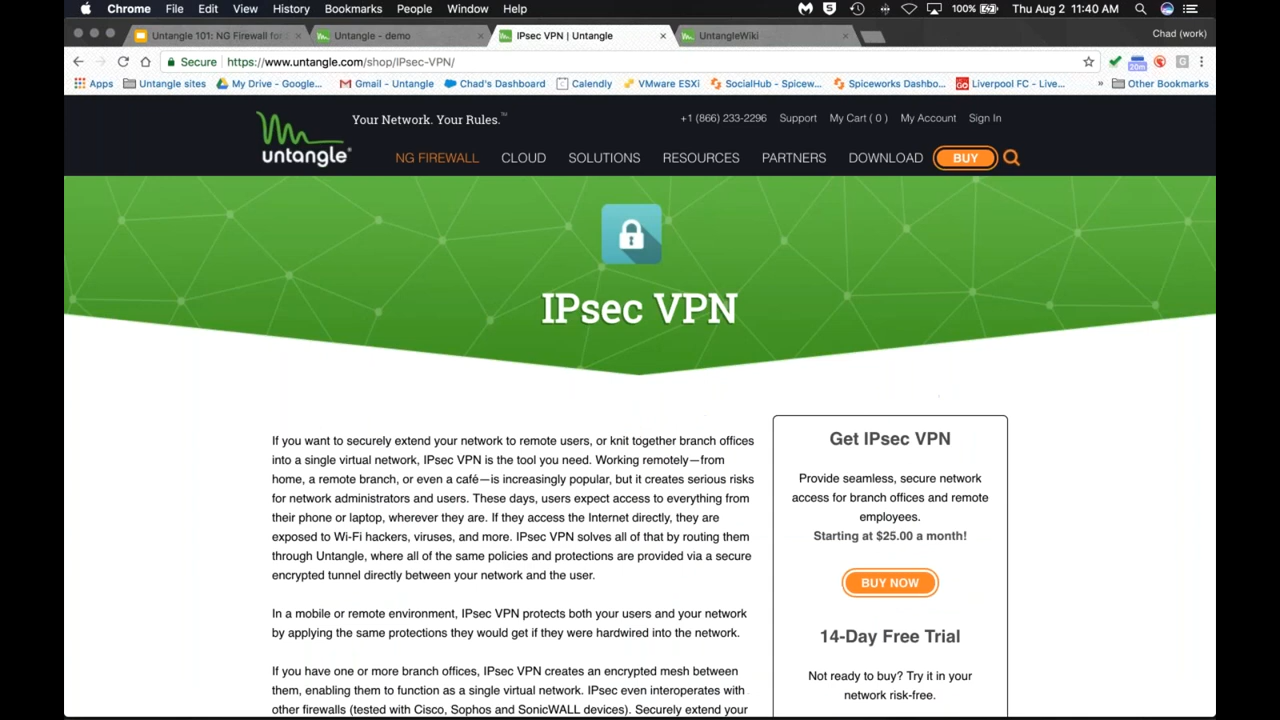 Chrome File Edit View History Bookmarks People Window Help 5 100% Thu Aug 2 11:40 AM
Untangle 101: NG Firewall for Untangle - demo IPsec VPN | Untangle UntangleWiki Chad (work)
Secure https://www.untangle.com/shop/IPsec-VPN/ 20m G
Apps Untangle sites My Drive - Google... Gmail - Untangle Chad's Dashboard Calendly VMware ESXi SocialHub - Spicew... Spiceworks Dashbo... Liverpool FC - Live... » Other Bookmarks
untangle®
Your Network. Your Rules.™
+1 (866) 233-2296 Support My Cart ( 0 ) My Account Sign In
NG FIREWALL CLOUD SOLUTIONS RESOURCES PARTNERS DOWNLOAD BUY
IPsec VPN
If you want to securely extend your network to remote users, or knit together branch offices
into a single virtual network, IPsec VPN is the tool you need. Working remotely—from
home, a remote branch, or even a café—is increasingly popular, but it creates serious risks
for network administrators and users. These days, users expect access to everything from
their phone or laptop, wherever they are. If they access the Internet directly, they are
exposed to Wi-Fi hackers, viruses, and more. IPsec VPN solves all of that by routing them
through Untangle, where all of the same policies and protections are provided via a secure
encrypted tunnel directly between your network and the user.
In a mobile or remote environment, IPsec VPN protects both your users and your network
by applying the same protections they would get if they were hardwired into the network.
If you have one or more branch offices, IPsec VPN creates an encrypted mesh between
them, enabling them to function as a single virtual network. IPsec even interoperates with
other firewalls (tested with Cisco, Sophos and SonicWALL devices). Securely extend your
Get IPsec VPN
Provide seamless, secure network
access for branch offices and remote
employees.
Starting at $25.00 a month!
BUY NOW
14-Day Free Trial
Not ready to buy? Try it in your
network risk-free.